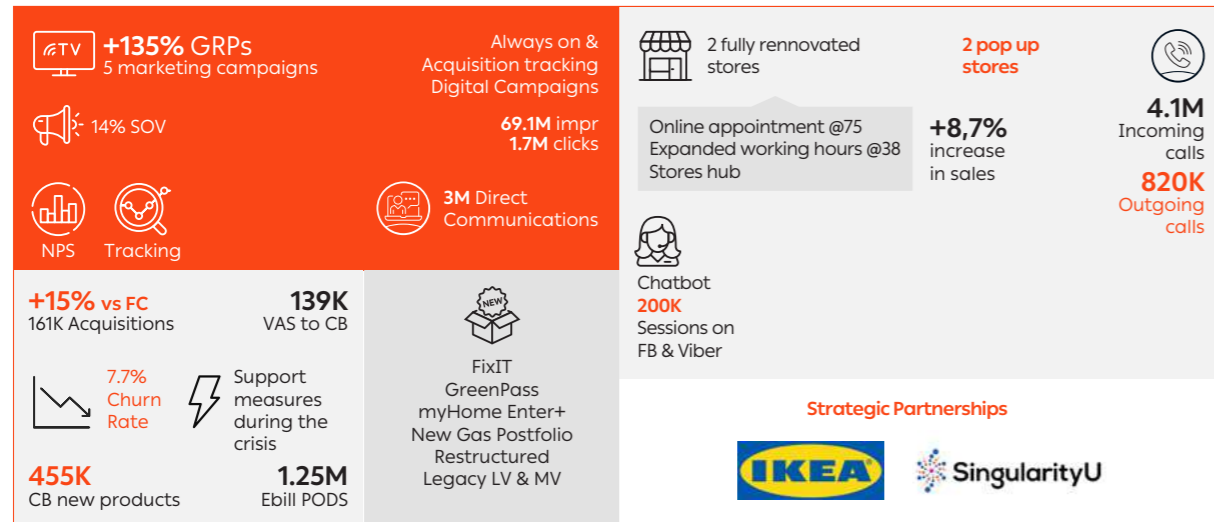 TV
+135% GRPs
5 marketing campaigns
14% SOV
NPS
Tracking
Always on &
Acquisition tracking
Digital Campaigns
69.1M impr
1.7M clicks
3M Direct
Communications
2 fully rennovated
stores
2 pop up
stores
Online appointment @75
Expanded working hours @38
Stores hub
+8,7%
increase
in sales
4.1M
Incoming
calls
820K
Outgoing
calls
Chatbot
200K
Sessions on
FB & Viber
+15% vs FC
161K Acquisitions
139K
VAS to CB
7.7%
Churn
Rate
Support
measures
during the
crisis
455K
CB new products
1.25M
Ebill PODS
NEW
FixIT
GreenPass
myHome Enter+
New Gas Postfolio
Restructured
Legacy LV & MV
Strategic Partnerships
IKEA
SingularityU